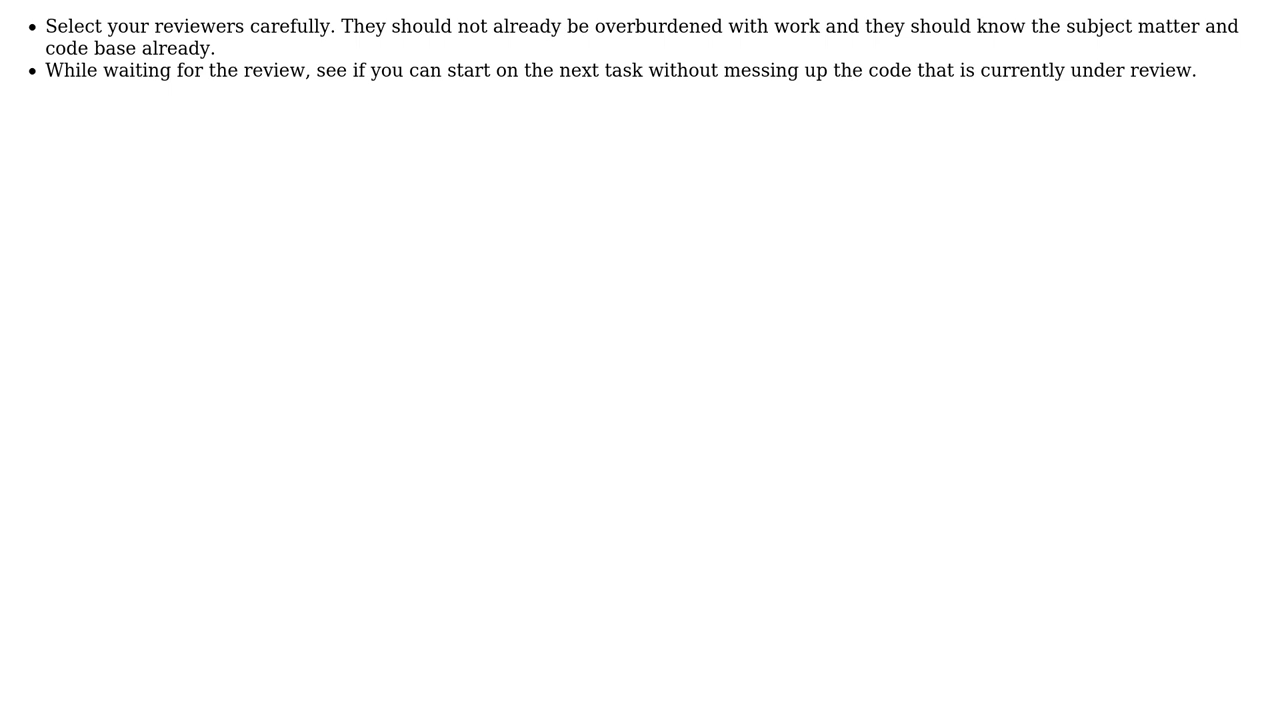 • Select your reviewers carefully. They should not already be overburdened with work and they should know the subject matter and
code base already.
• While waiting for the review, see if you can start on the next task without messing up the code that is currently under review.